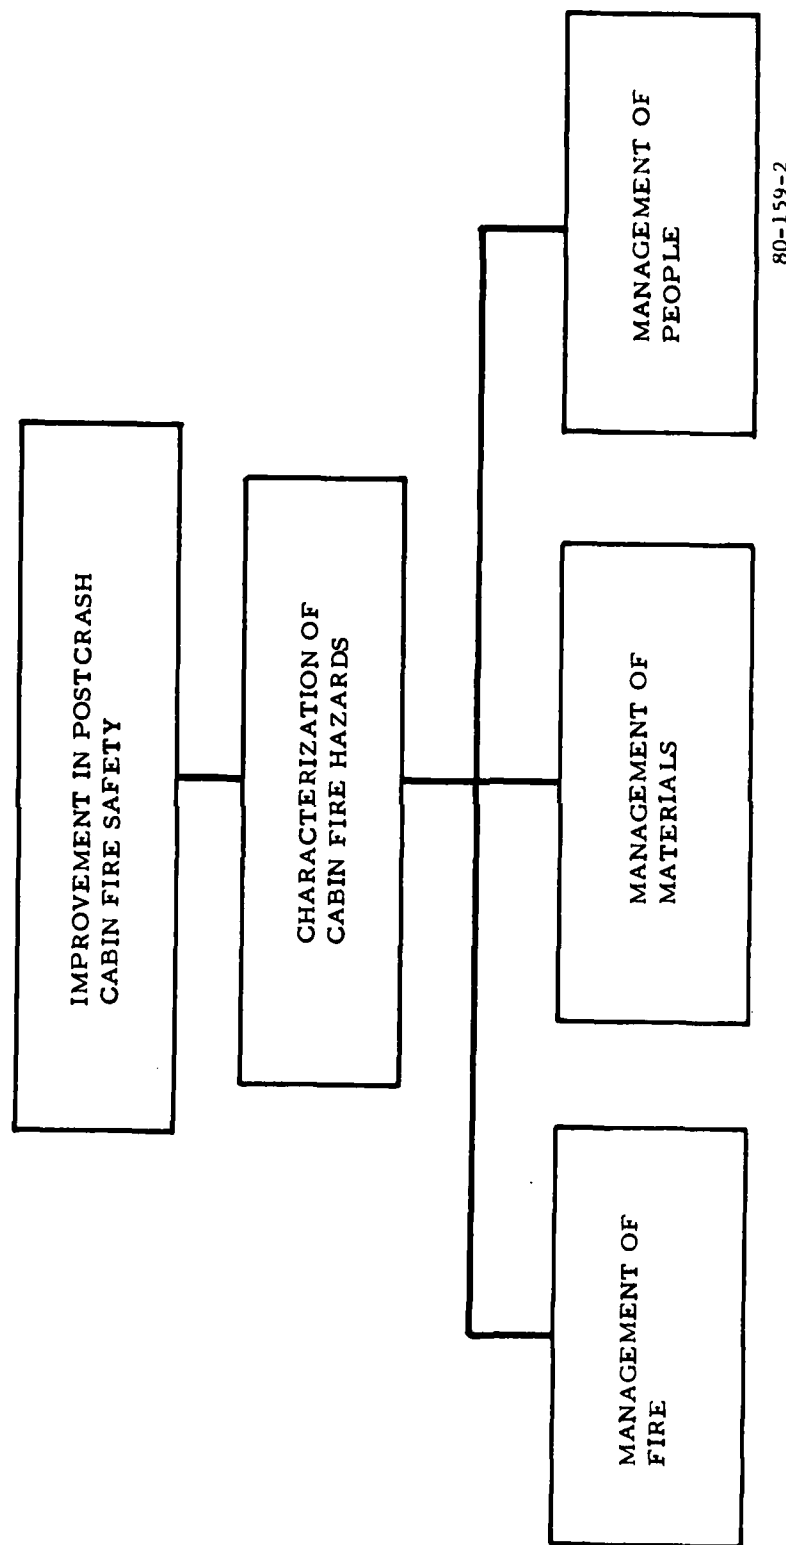 IMPROVEMENT IN POSTCRASH
CABIN FIRE SAFETY
CHARACTERIZATION OF
CABIN FIRE HAZARDS
MANAGEMENT OF
FIRE
MANAGEMENT OF
MATERIALS
MANAGEMENT OF
PEOPLE
80-159-2